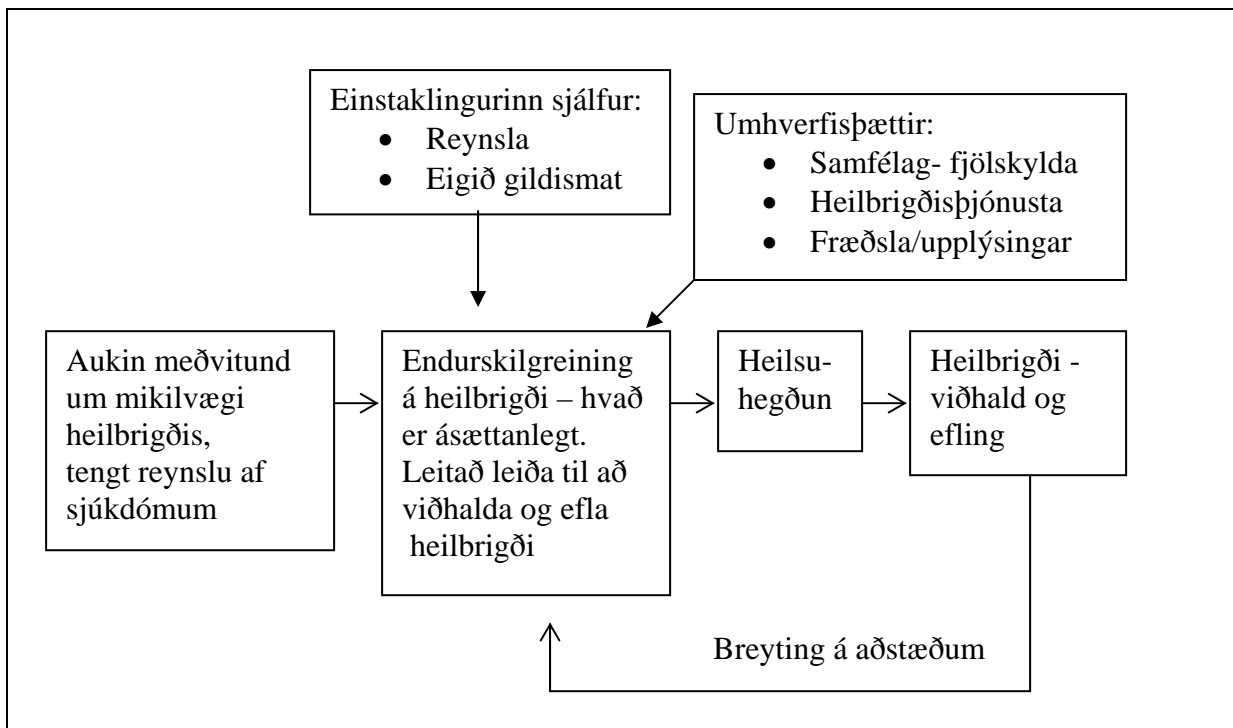 Einstaklingurinn sjálfur:
• Reynsla
• Eigið gildismat
Umhverfisþættir:
• Samfélag- fjölskylda
• Heilbrigðisþjónusta
• Fræðsla/upplýsingar
Aukin meðvitund
um mikilvægi
heilbrigðis,
tengt reynslu af
sjúkdómum
Endurskilgreining
á heilbrigði – hvað
er ásættanlegt.
Leitað leiða til að
viðhalda og efla
heilbrigði
Heilsu-
hegðun
Heilbrigði -
viðhald og
efling
Breyting á aðstæðum